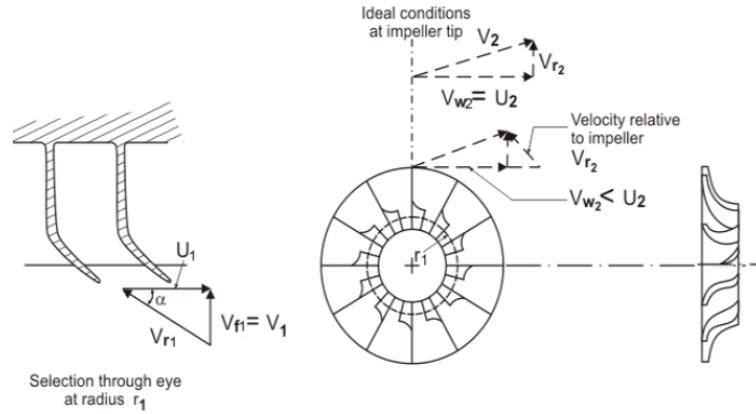 Ideal conditions
at impeller tip
V2
Vr2
Vw2= U2
Velocity relative
to impeller
Vr2
Vw2< U2
r1
U1
α
Vr1
Vf1= V1
Selection through eye
at radius r1